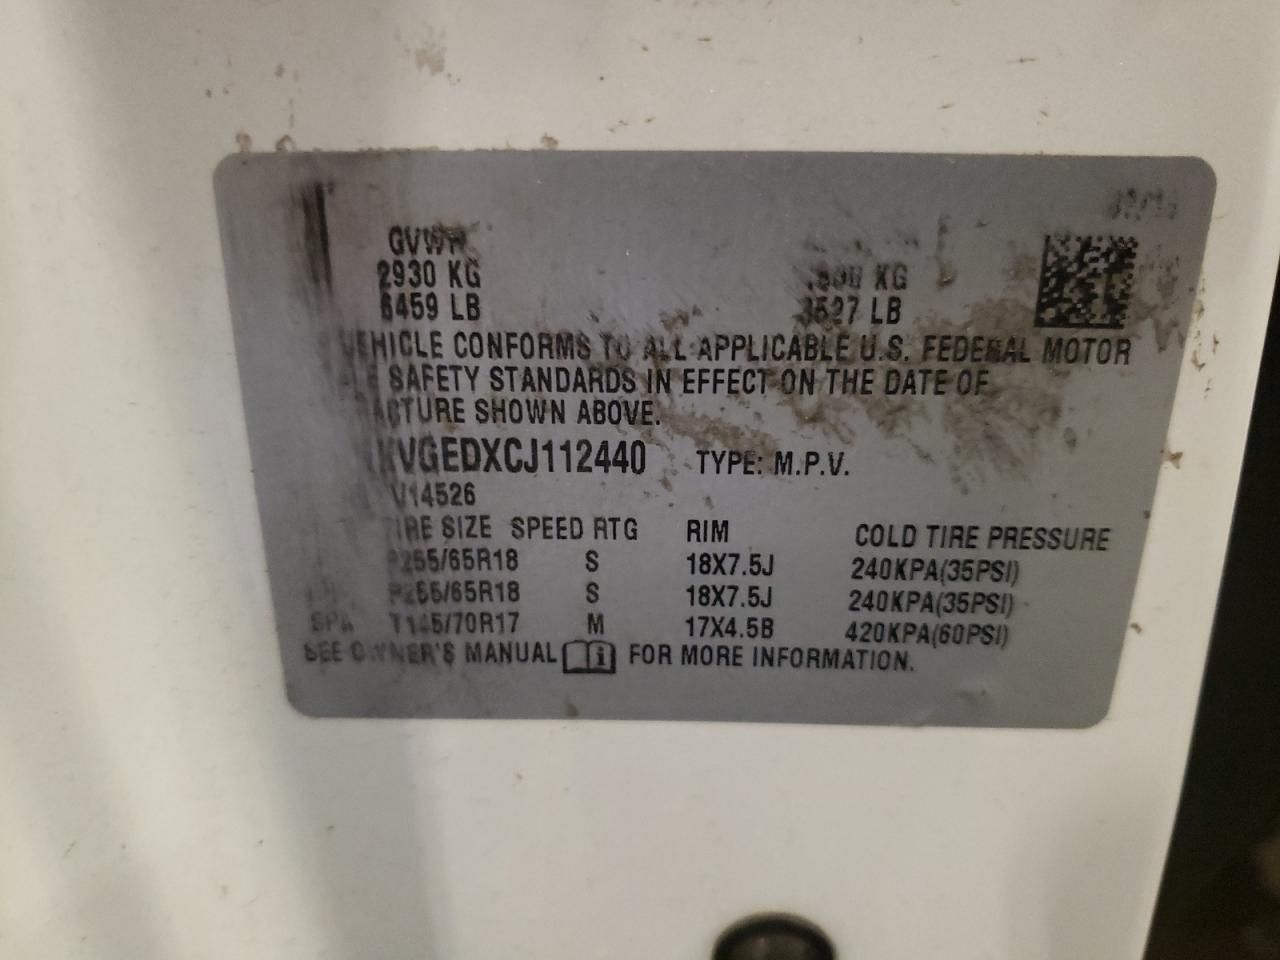 GVWR
2930 KG KG
6459 LB 3527 LB
VEHICLE CONFORMS TO ALL APPLICABLE U.S. FEDERAL MOTOR
SAFETY STANDARDS IN EFFECT ON THE DATE OF
SHOWN ABOVE.
KVGEDXCJ112440 TYPE: M.P.V.
V14526
TIRE SIZE SPEED RTG RIM COLD TIRE PRESSURE
P255/65R18 S 18X7.5J 240KPA(35PSI)
P255/65R18 S 18X7.5J 240KPA(35PSI)
T145/70R17 M 17X4.5B 420KPA(60PSI)
SEE OWNER'S MANUAL FOR MORE INFORMATION.